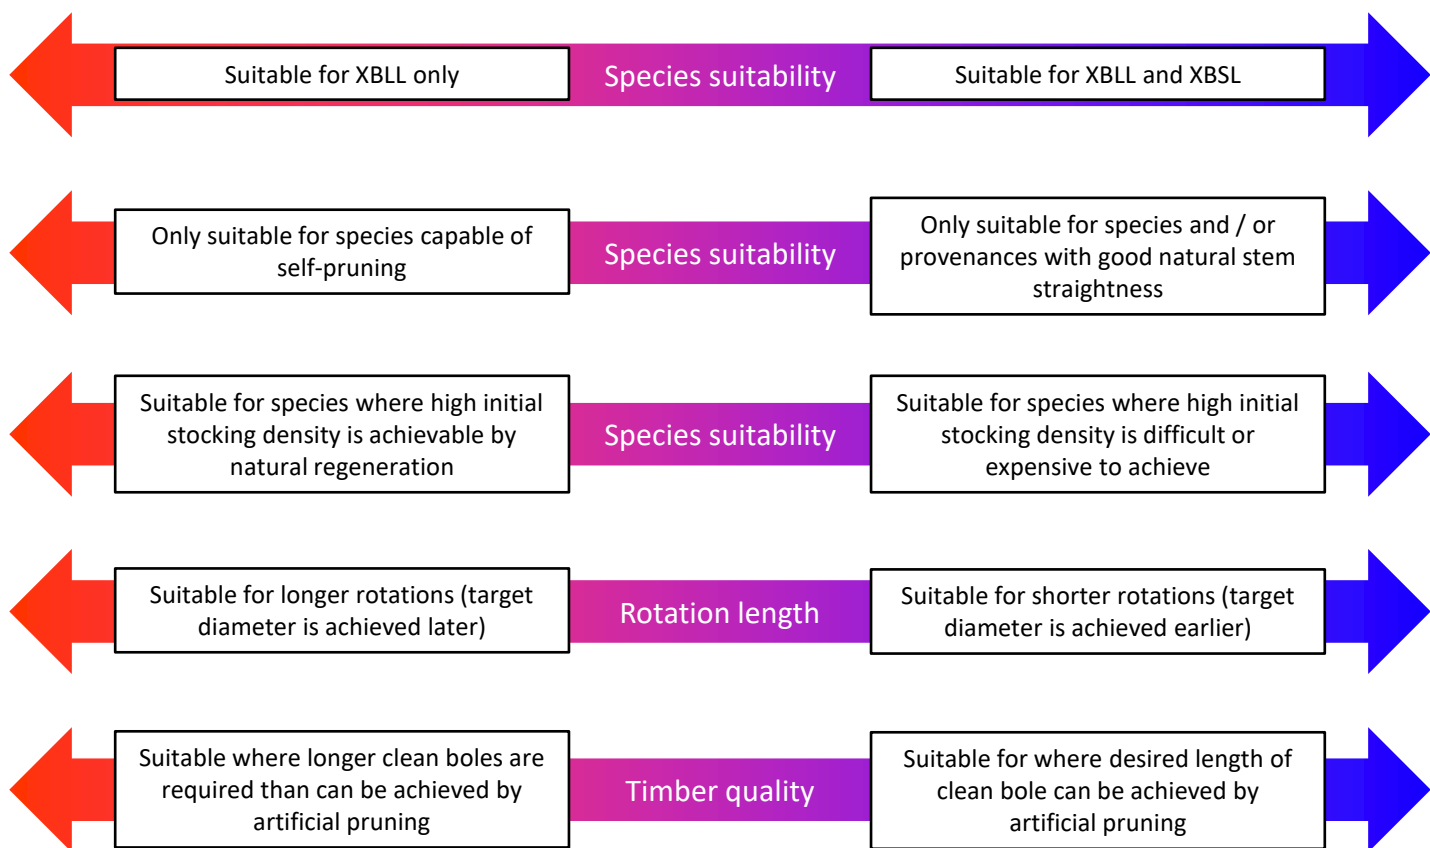 Suitable for XBLL only
Species suitability
Suitable for XBLL and XBSL
Only suitable for species capable of
self-pruning
Species suitability
Only suitable for species and / or
provenances with good natural stem
straightness
Suitable for species where high initial
stocking density is achievable by
natural regeneration
Species suitability
Suitable for species where high initial
stocking density is difficult or
expensive to achieve
Suitable for longer rotations (target
diameter is achieved later)
Rotation length
Suitable for shorter rotations (target
diameter is achieved earlier)
Suitable where longer clean boles are
required than can be achieved by
artificial pruning
Timber quality
Suitable for where desired length of
clean bole can be achieved by
artificial pruning